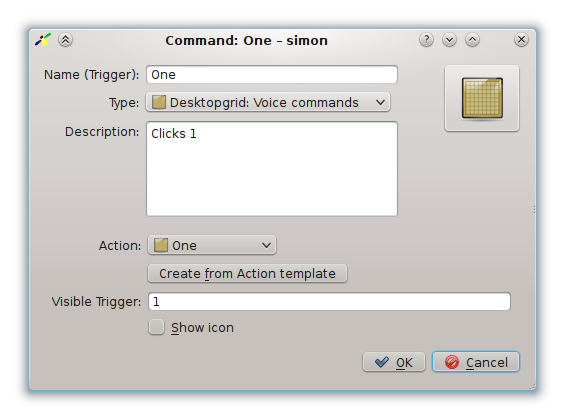 Command: One – simon
Name (Trigger): One
Type: Desktopgrid: Voice commands
Description: Clicks 1
Action: One
Create from Action template
Visible Trigger: 1
Show icon
OK Cancel